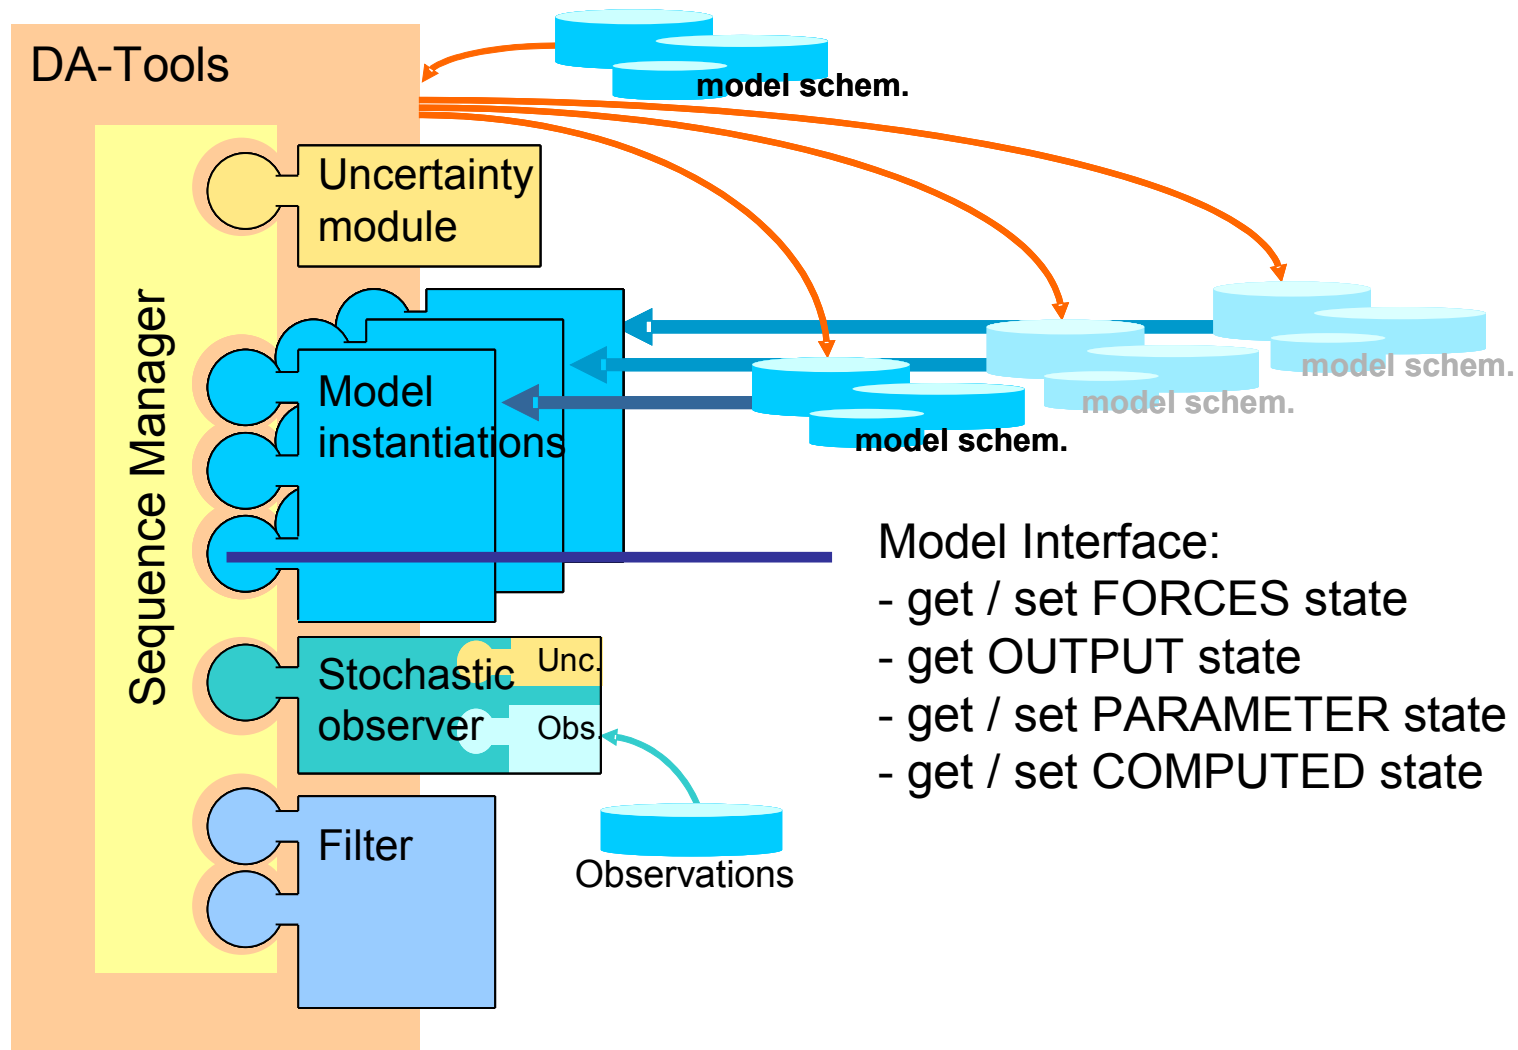 DA-Tools
model schem.
Uncertainty
module
Sequence Manager
Model
instantiations
model schem.
model schem.
model schem.
Model Interface:
- get / set FORCES state
- get OUTPUT state
- get / set PARAMETER state
- get / set COMPUTED state
Stochastic
observer
Unc.
Obs.
Filter
Observations